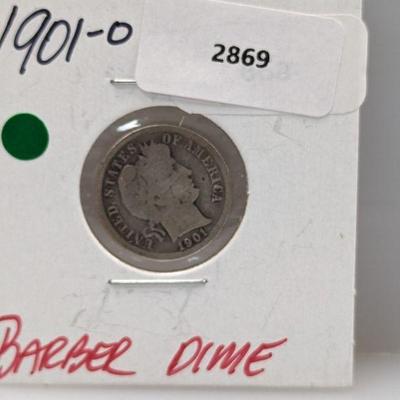 1901-O
2869
UNITED STATES OF AMERICA
1901
BARBER DIME